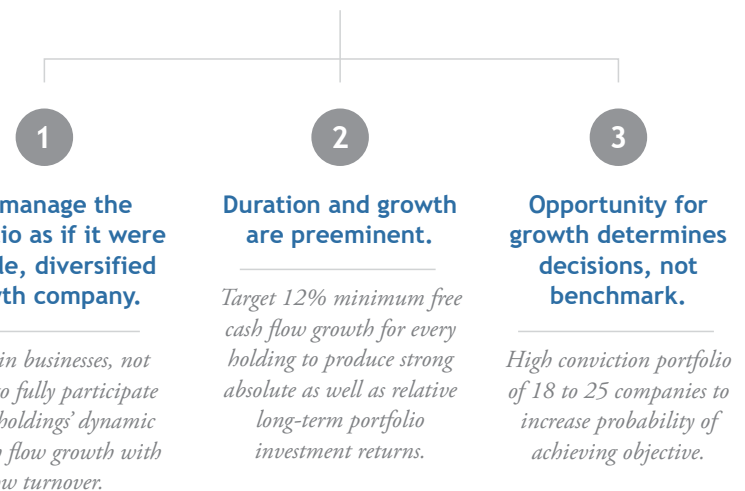 1
manage the
io as if it were
le, diversified
th company.
in businesses, not
o fully participate
holdings’ dynamic
flow growth with
w turnover.
2
Duration and growth
are preeminent.
Target 12% minimum free
cash flow growth for every
holding to produce strong
absolute as well as relative
long-term portfolio
investment returns.
3
Opportunity for
growth determines
decisions, not
benchmark.
High conviction portfolio
of 18 to 25 companies to
increase probability of
achieving objective.